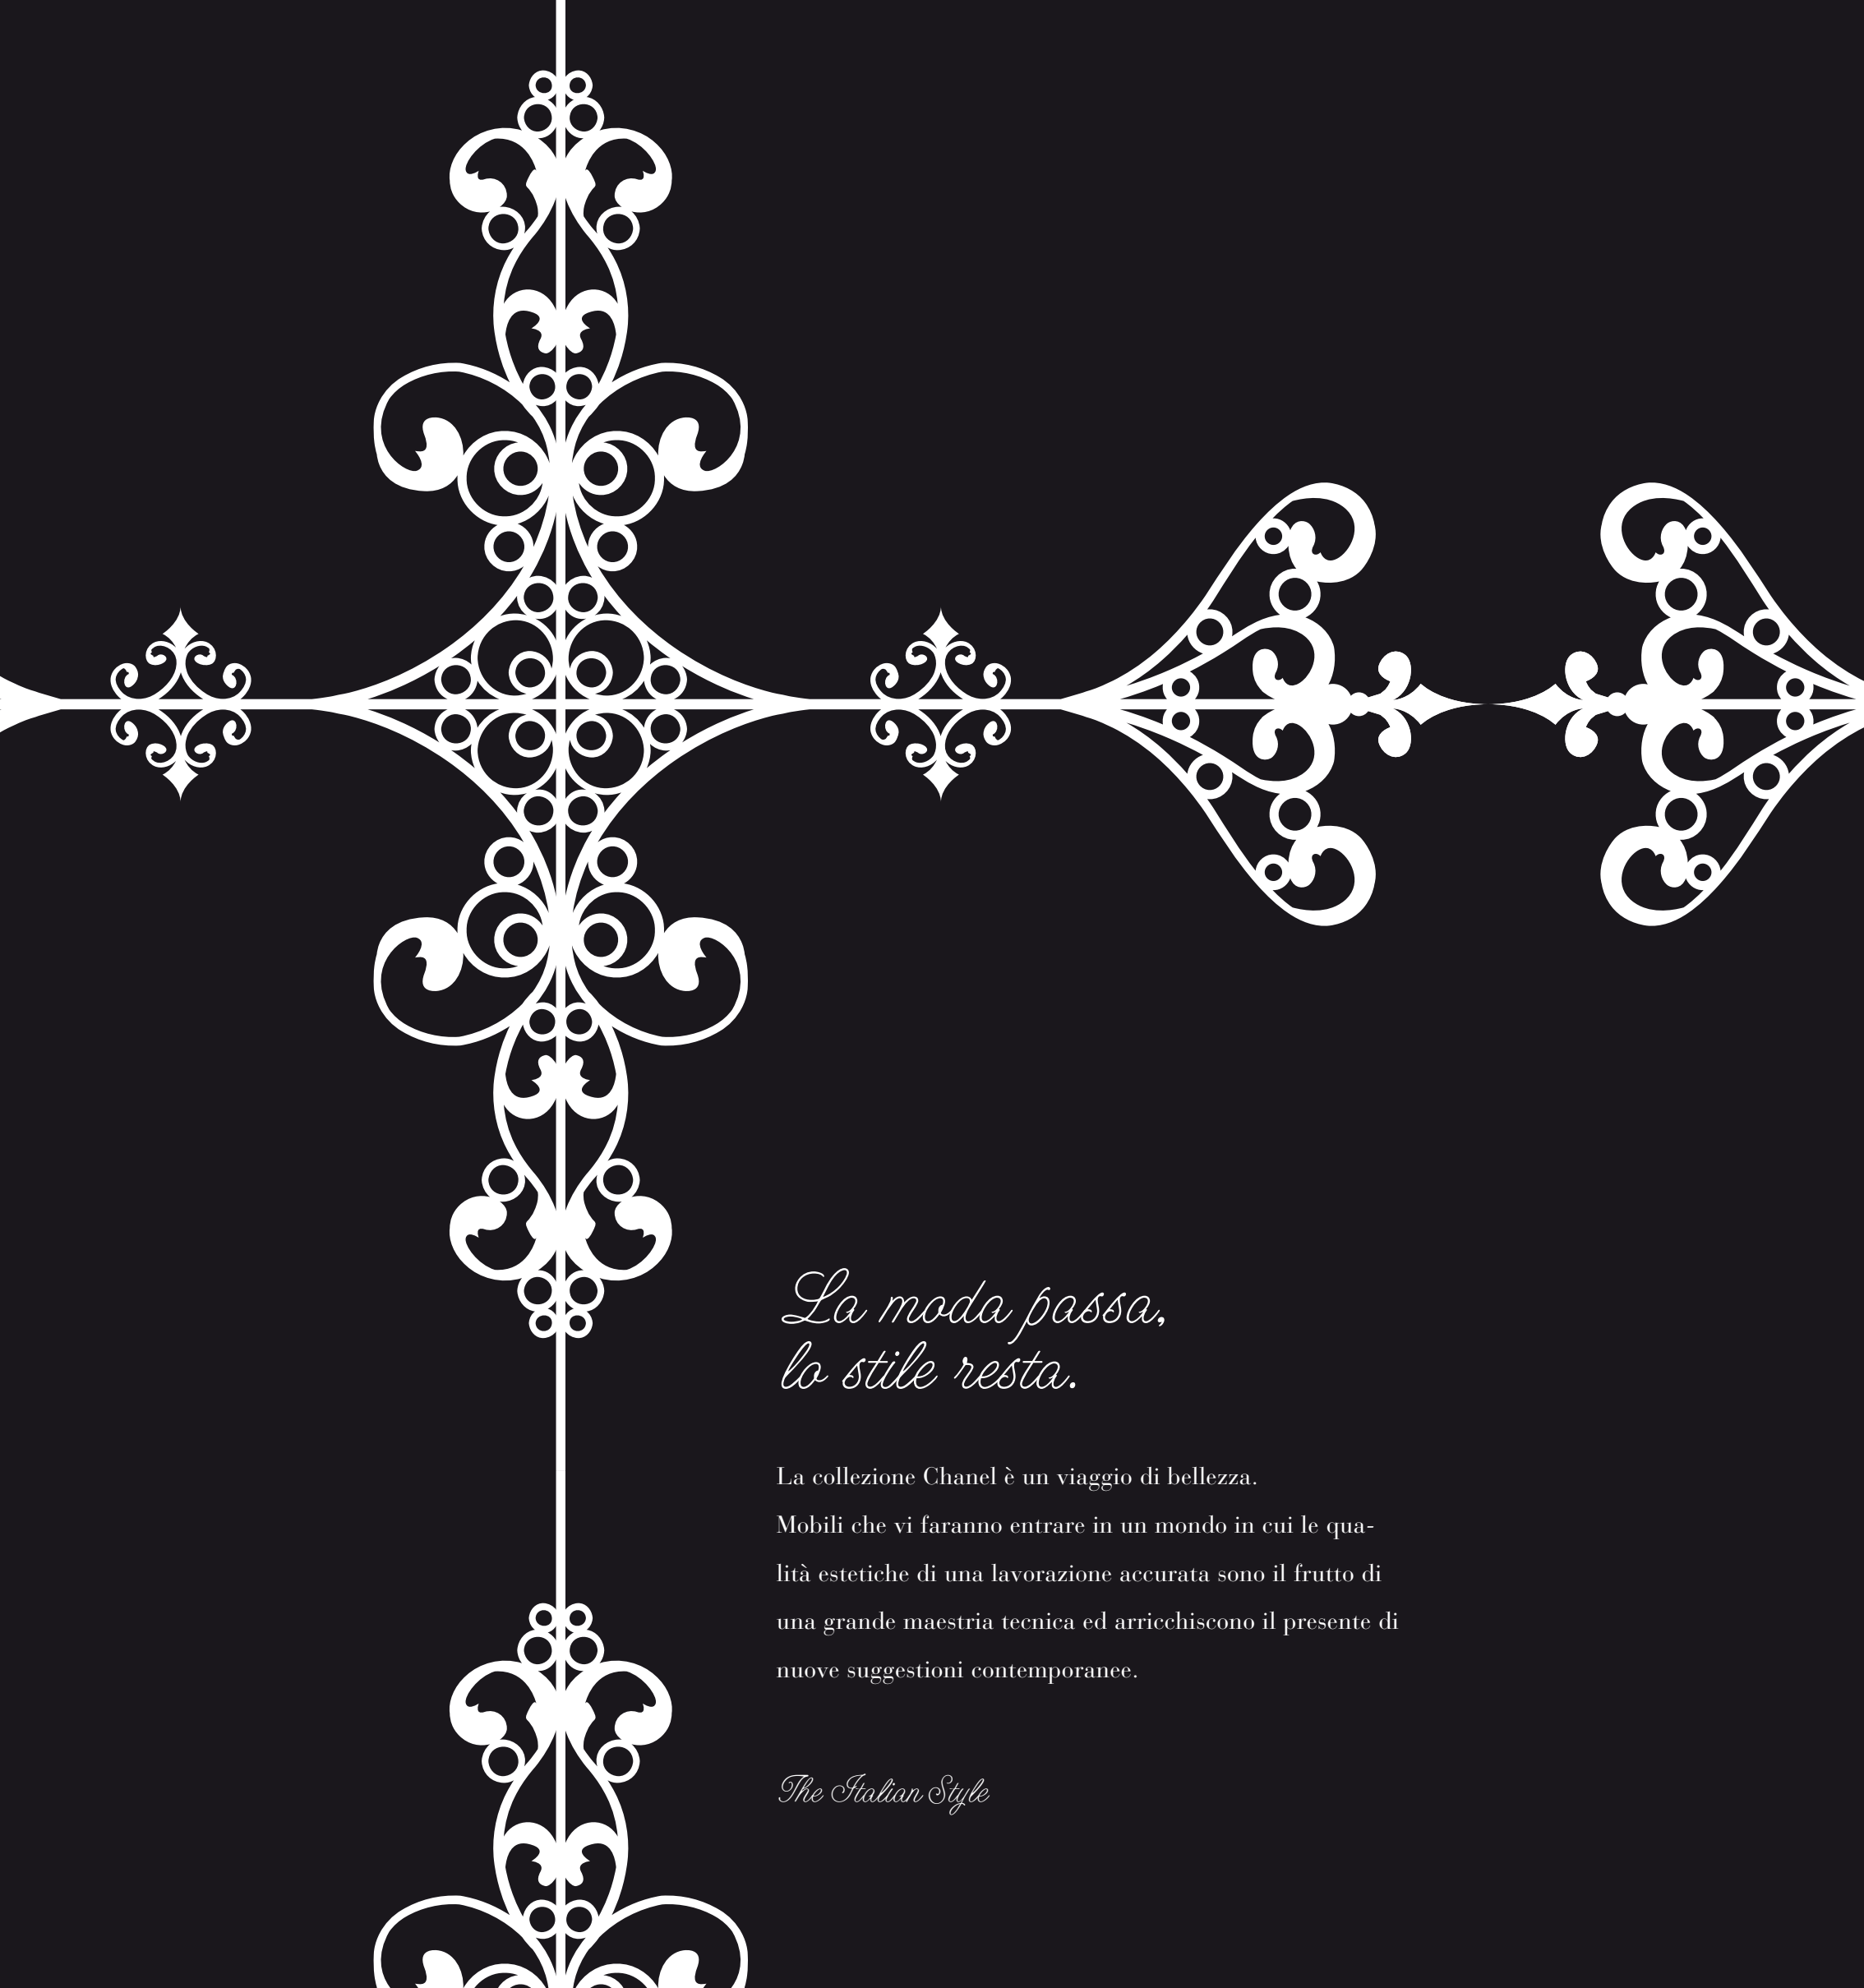 La moda passa,
lo stile resta.
La collezione Chanel è un viaggio di bellezza.
Mobili che vi faranno entrare in un mondo in cui le qua-
lità estetiche di una lavorazione accurata sono il frutto di
una grande maestria tecnica ed arricchiscono il presente di
nuove suggestioni contemporanee.
The Italian Style